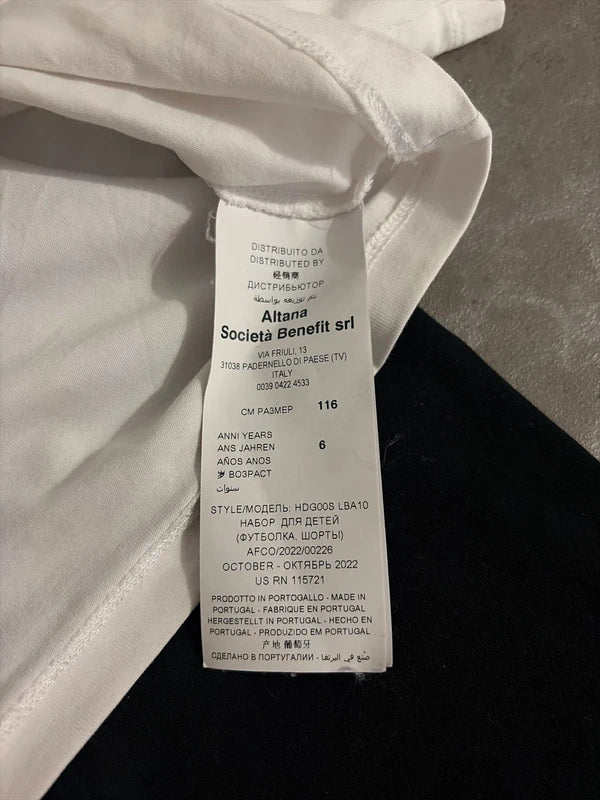 DISTRIBUITO DA
DISTRIBUTED BY
经销商
ДИСТРИБЬЮТОР
يتم توزيعه بواسطة
Altana
Società Benefit srl
VIA FRIULI, 13
31038 PADERNELLO DI PAESE (TV)
ITALY
0039 0422 4533
CM РАЗМЕР 116
ANNI YEARS
ANS JAHREN 6
AÑOS ANOS
岁 ВОЗРАСТ
سنوات
STYLE/МОДЕЛЬ: HDG00S LBA10
НАБОР ДЛЯ ДЕТЕЙ
(ФУТБОЛКА, ШОРТЫ)
AFCO/2022/00226
OCTOBER - ОКТЯБРЬ 2022
US RN 115721
PRODOTTO IN PORTOGALLO - MADE IN
PORTUGAL - FABRIQUE EN PORTUGAL
HERGESTELLT IN PORTUGAL - HECHO EN
PORTUGAL - PRODUZIDO EM PORTUGAL
产地 葡萄牙
СДЕЛАНО В ПОРТУГАЛИИ - صنع في البرتغا